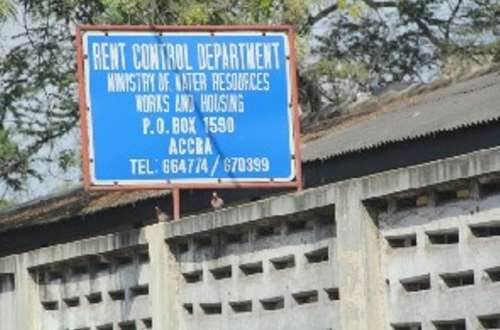 RENT CONTROL DEPARTMENT
MINISTRY OF WATER RESOURCES
WORKS AND HOUSING
P.O. BOX 1590
ACCRA
TEL: 664774 / 670399